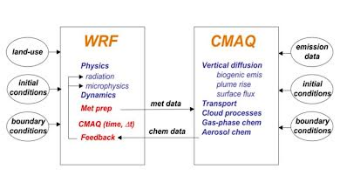 WRF
CMAQ
land-use
initial
conditions
boundary
conditions
Physics
radiation
microphysics
Dynamics
Met prep
CMAQ (time, Δt)
Feedback
met data
chem data
Vertical diffusion
biogenic emis
plume rise
surface flux
Transport
Cloud processes
Gas-phase chem
Aerosol chem
emission
data
initial
conditions
boundary
conditions